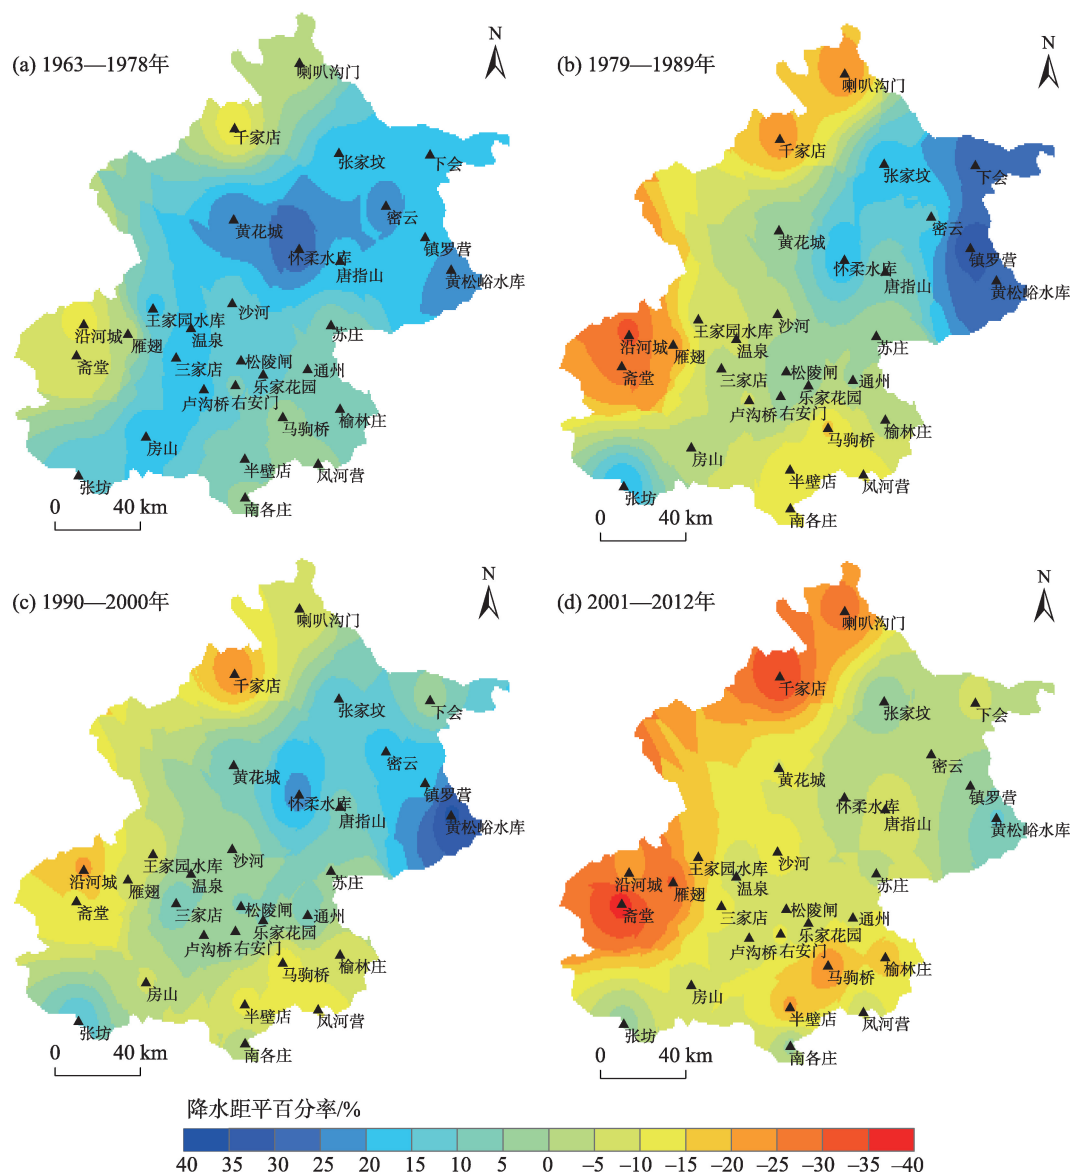 (a) 1963—1978年
N
喇叭沟门
千家店
张家坟
下会
黄花城
密云
怀柔水库
镇罗营
唐指山
黄松峪水库
王家园水库
沙河
沿河城
雁翅
温泉
苏庄
斋堂
三家店
松陵闸
通州
乐家花园
卢沟桥
右安门
马驹桥
榆林庄
房山
半壁店
凤河营
张坊
南各庄
0
40 km
(b) 1979—1989年
N
喇叭沟门
千家店
张家坟
下会
黄花城
密云
怀柔水库
镇罗营
唐指山
黄松峪水库
王家园水库
沙河
沿河城
雁翅
温泉
苏庄
斋堂
三家店
松陵闸
通州
乐家花园
卢沟桥
右安门
马驹桥
榆林庄
房山
半壁店
凤河营
张坊
南各庄
0
40 km
(c) 1990—2000年
N
喇叭沟门
千家店
张家坟
下会
黄花城
密云
怀柔水库
镇罗营
唐指山
黄松峪水库
王家园水库
沙河
沿河城
雁翅
温泉
苏庄
斋堂
三家店
松陵闸
通州
乐家花园
卢沟桥
右安门
马驹桥
榆林庄
房山
半壁店
凤河营
张坊
南各庄
0
40 km
(d) 2001—2012年
N
喇叭沟门
千家店
张家坟
下会
黄花城
密云
怀柔水库
镇罗营
唐指山
黄松峪水库
王家园水库
沙河
沿河城
雁翅
温泉
苏庄
斋堂
三家店
松陵闸
通州
乐家花园
卢沟桥
右安门
马驹桥
榆林庄
房山
半壁店
凤河营
张坊
南各庄
0
40 km
降水距平百分率/%
40 35 30 25 20 15 10 5 0 −5 −10 −15 −20 −25 −30 −35 −40